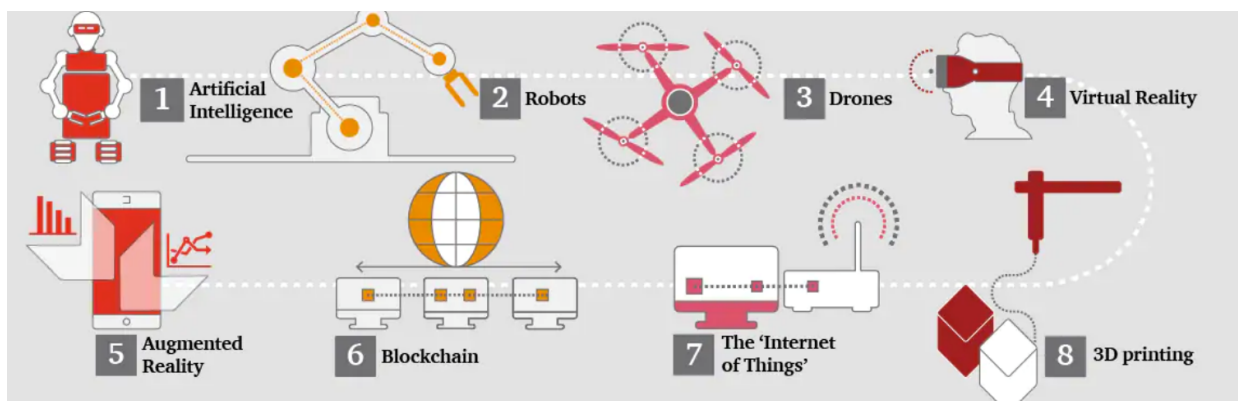 1
Artificial
Intelligence
2
Robots
3
Drones
4
Virtual Reality
5
Augmented
Reality
6
Blockchain
7
The ‘Internet
of Things’
8
3D printing